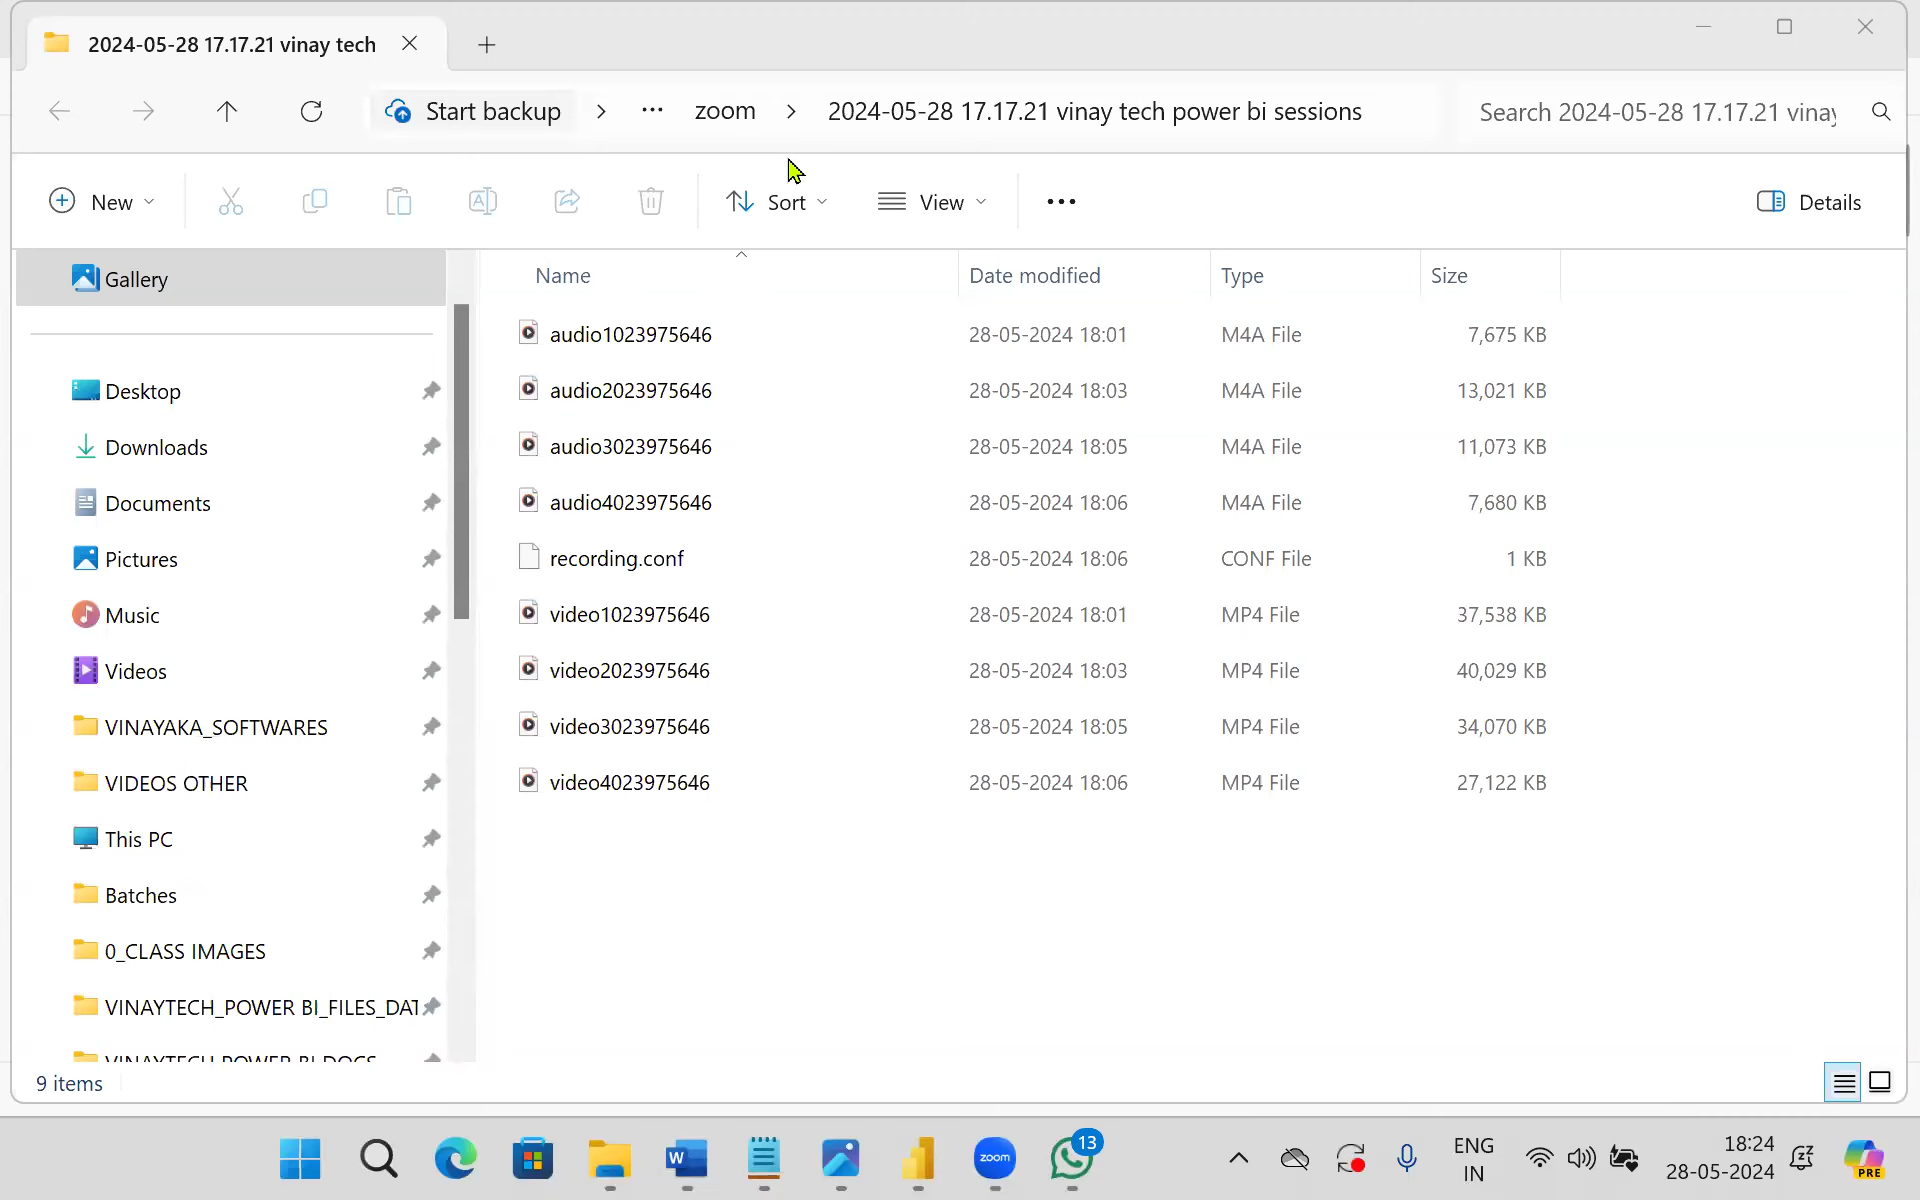 2024-05-28 17.17.21 vinay tech
Start backup
zoom
2024-05-28 17.17.21 vinay tech power bi sessions
Search 2024-05-28 17.17.21 vinay
New
Sort
View
Details
Gallery
Desktop
Downloads
Documents
Pictures
Music
Videos
VINAYAKA_SOFTWARES
VIDEOS OTHER
This PC
Batches
0_CLASS IMAGES
VINAYTECH_POWER BI_FILES_DAT
VINAYTECH POWER BI DOCS
Name Date modified Type Size
audio1023975646 28-05-2024 18:01 M4A File 7,675 KB
audio2023975646 28-05-2024 18:03 M4A File 13,021 KB
audio3023975646 28-05-2024 18:05 M4A File 11,073 KB
audio4023975646 28-05-2024 18:06 M4A File 7,680 KB
recording.conf 28-05-2024 18:06 CONF File 1 KB
video1023975646 28-05-2024 18:01 MP4 File 37,538 KB
video2023975646 28-05-2024 18:03 MP4 File 40,029 KB
video3023975646 28-05-2024 18:05 MP4 File 34,070 KB
video4023975646 28-05-2024 18:06 MP4 File 27,122 KB
9 items
W
zoom
13
ENG
IN
18:24
28-05-2024
PRE